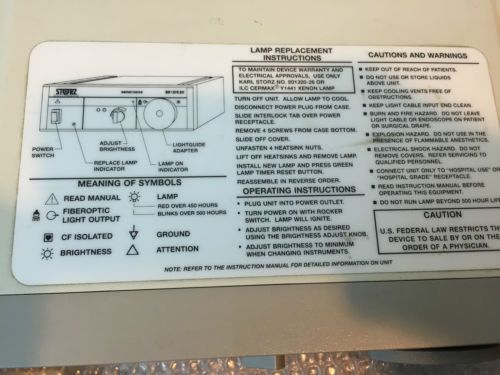 STORZ
POWER
SWITCH
ADJUST
BRIGHTNESS
LIGHTGUIDE
ADAPTER
REPLACE LAMP
INDICATOR
LAMP ON
INDICATOR
MEANING OF SYMBOLS
READ MANUAL
LAMP
RED OVER 450 HOURS
BLINKS OVER 500 HOURS
FIBEROPTIC
LIGHT OUTPUT
CF ISOLATED
GROUND
BRIGHTNESS
ATTENTION
LAMP REPLACEMENT
INSTRUCTIONS
TO MAINTAIN DEVICE WARRANTY AND
ELECTRICAL APPROVALS, USE ONLY
KARL STORZ NO. 201320-26 OR
ILC CERMAX® Y1441 XENON LAMP
TURN OFF UNIT. ALLOW LAMP TO COOL.
DISCONNECT POWER PLUG FROM CASE.
SLIDE INTERLOCK TAB OVER POWER
RECEPTACLE.
REMOVE 4 SCREWS FROM CASE BOTTOM.
SLIDE OFF COVER.
UNFASTEN 4 HEATSINK NUTS.
LIFT OFF HEATSINKS AND REMOVE LAMP.
INSTALL NEW LAMP AND PRESS GREEN
LAMP TIMER RESET BUTTON.
REASSEMBLE IN REVERSE ORDER.
OPERATING INSTRUCTIONS
• PLUG UNIT INTO POWER OUTLET.
• TURN POWER ON WITH ROCKER
SWITCH. LAMP WILL IGNITE.
• ADJUST BRIGHTNESS AS DESIRED
USING THE BRIGHTNESS ADJUST KNOB.
• ADJUST BRIGHTNESS TO MINIMUM
WHEN CHANGING INSTRUMENTS.
CAUTIONS AND WARNINGS
KEEP OUT OF REACH OF PATIENTS.
DO NOT USE OR STORE LIQUIDS
ABOVE UNIT.
KEEP COOLING VENTS FREE OF
OBSTRUCTIONS.
KEEP LIGHT CABLE INPUT END CLEAN.
BURN AND FIRE HAZARD. DO NOT LEAVE
LIGHT CABLE OR ENDOSCOPE ON PATIENT
OR SURGICAL DRAPE.
EXPLOSION HAZARD. DO NOT USE IN THE
PRESENCE OF FLAMMABLE ANESTHETICS.
ELECTRICAL SHOCK HAZARD. DO NOT
REMOVE COVERS. REFER SERVICING TO
QUALIFIED PERSONNEL.
CONNECT UNIT ONLY TO "HOSPITAL USE" OR
"HOSPITAL GRADE" RECEPTACLE.
READ INSTRUCTION MANUAL BEFORE
OPERATING THIS EQUIPMENT.
DO NOT RUN LAMP BEYOND 500 HOUR LIFE
CAUTION
U.S. FEDERAL LAW RESTRICTS THIS
DEVICE TO SALE BY OR ON THE
ORDER OF A PHYSICIAN.
NOTE: REFER TO THE INSTRUCTION MANUAL FOR DETAILED INFORMATION ON UNIT